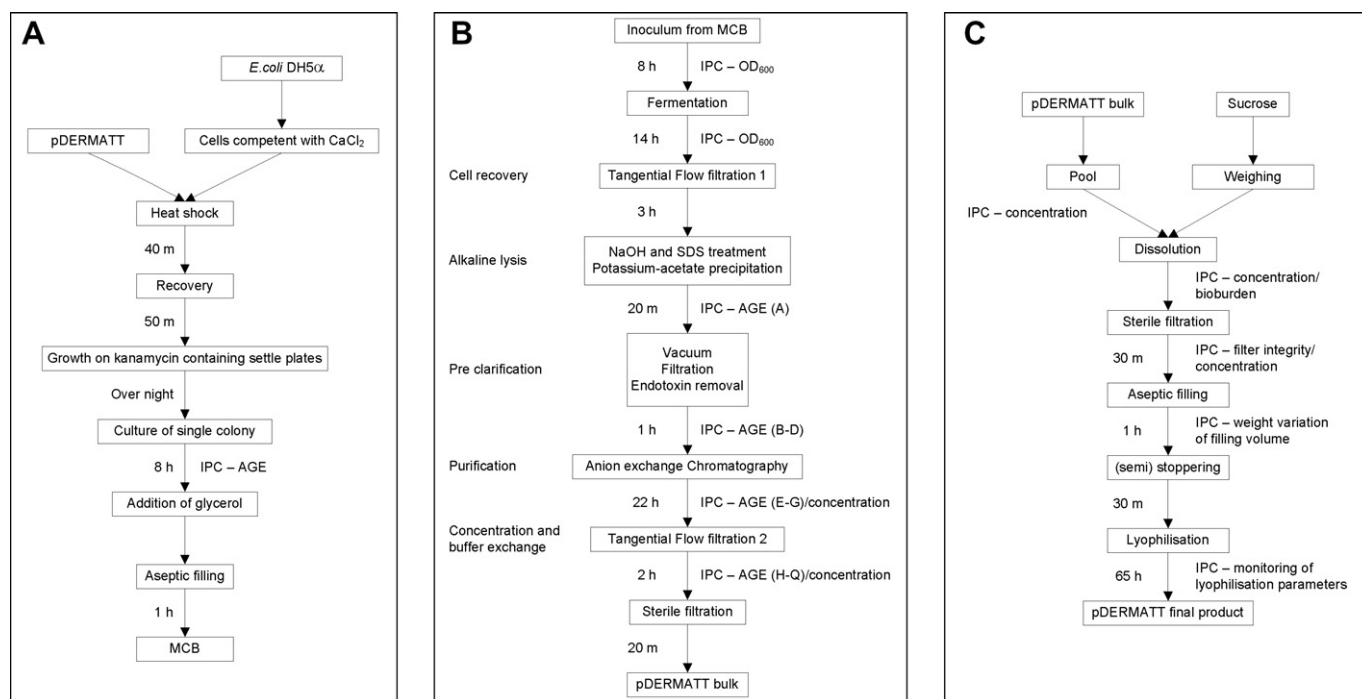 A
E.coli DH5α
pDERMATT
Cells competent with CaCl₂
Heat shock
40 m
Recovery
50 m
Growth on kanamycin containing settle plates
Over night
Culture of single colony
8 h IPC – AGE
Addition of glycerol
Aseptic filling
1 h
MCB
B
Inoculum from MCB
8 h IPC – OD₆₀₀
Fermentation
14 h IPC – OD₆₀₀
Cell recovery
Tangential Flow filtration 1
3 h
Alkaline lysis
NaOH and SDS treatment
Potassium-acetate precipitation
20 m IPC – AGE (A)
Pre clarification
Vacuum
Filtration
Endotoxin removal
1 h IPC – AGE (B-D)
Purification
Anion exchange Chromatography
22 h IPC – AGE (E-G)/concentration
Concentration and
buffer exchange
Tangential Flow filtration 2
2 h IPC – AGE (H-Q)/concentration
Sterile filtration
20 m
pDERMATT bulk
C
pDERMATT bulk
Sucrose
Pool
Weighing
IPC – concentration
Dissolution
IPC – concentration/
bioburden
Sterile filtration
30 m IPC – filter integrity/
concentration
Aseptic filling
1 h IPC – weight variation
of filling volume
(semi) stoppering
30 m
Lyophilisation
65 h IPC – monitoring of
lyophilisation parameters
pDERMATT final product